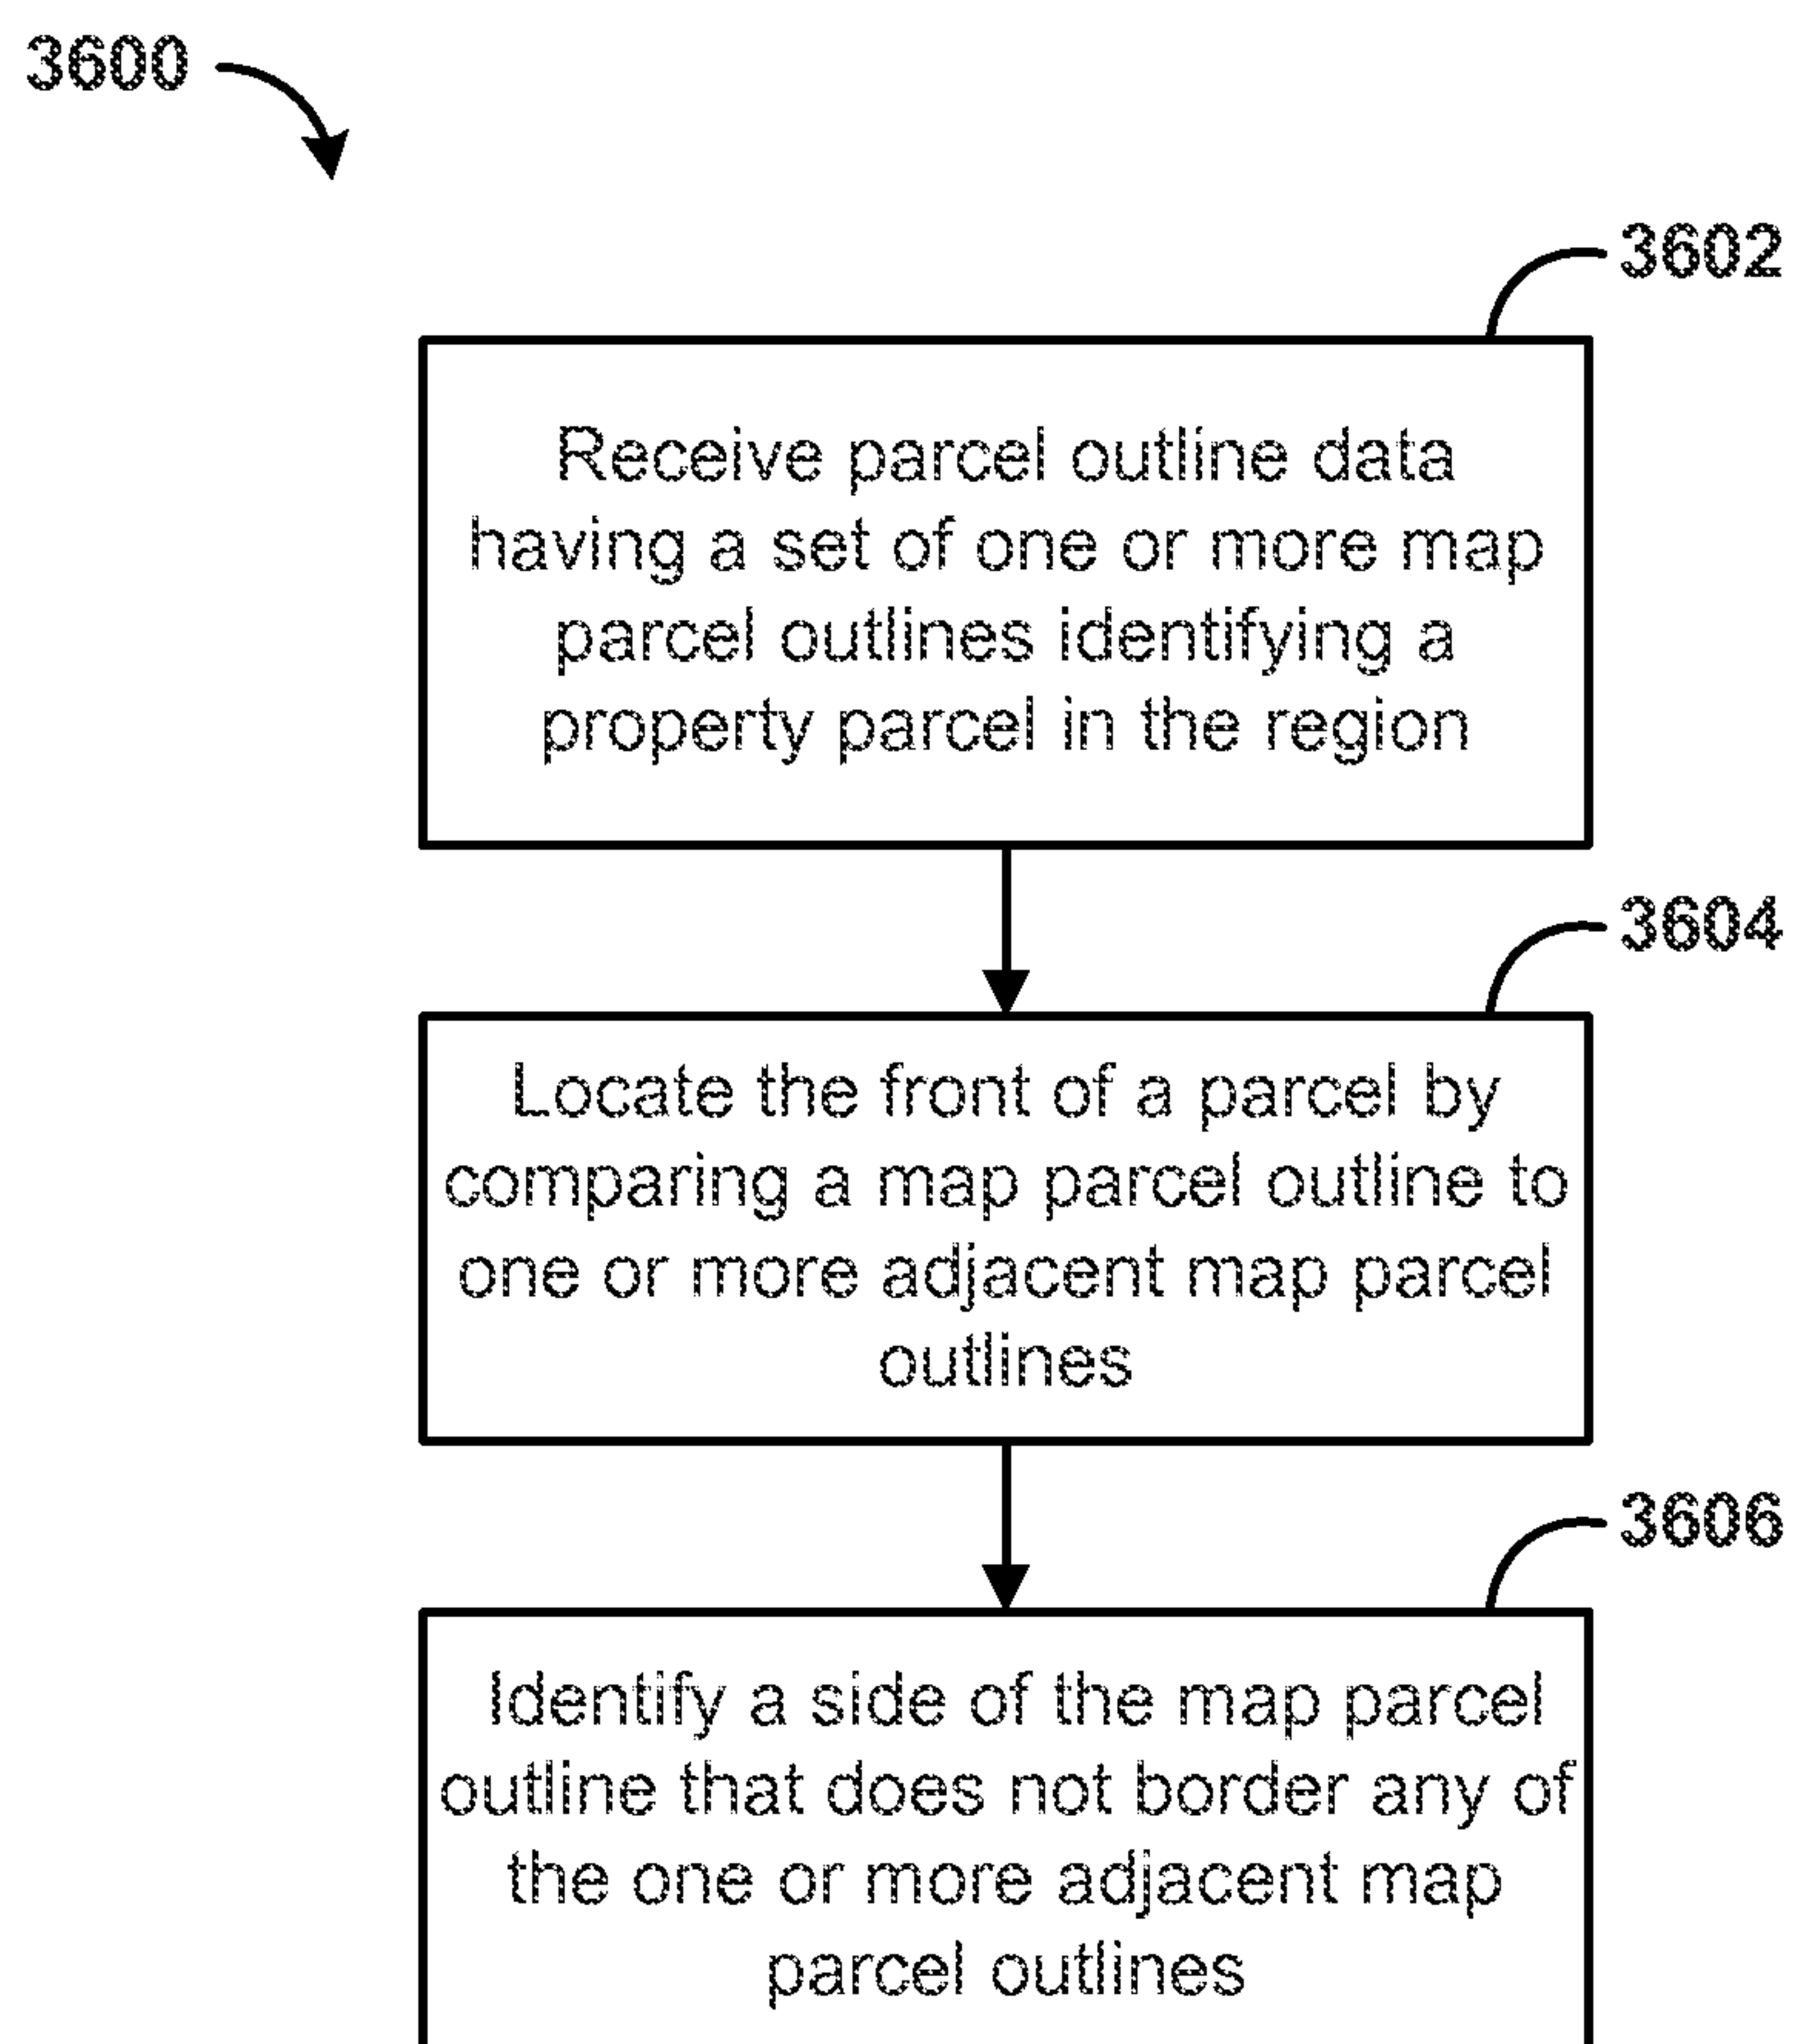 3600
3602
Receive parcel outline data
having a set of one or more map
parcel outlines identifying a
property parcel in the region
3604
Locate the front of a parcel by
comparing a map parcel outline to
one or more adjacent map parcel
outlines
3606
Identify a side of the map parcel
outline that does not border any of
the one or more adjacent map
parcel outlines